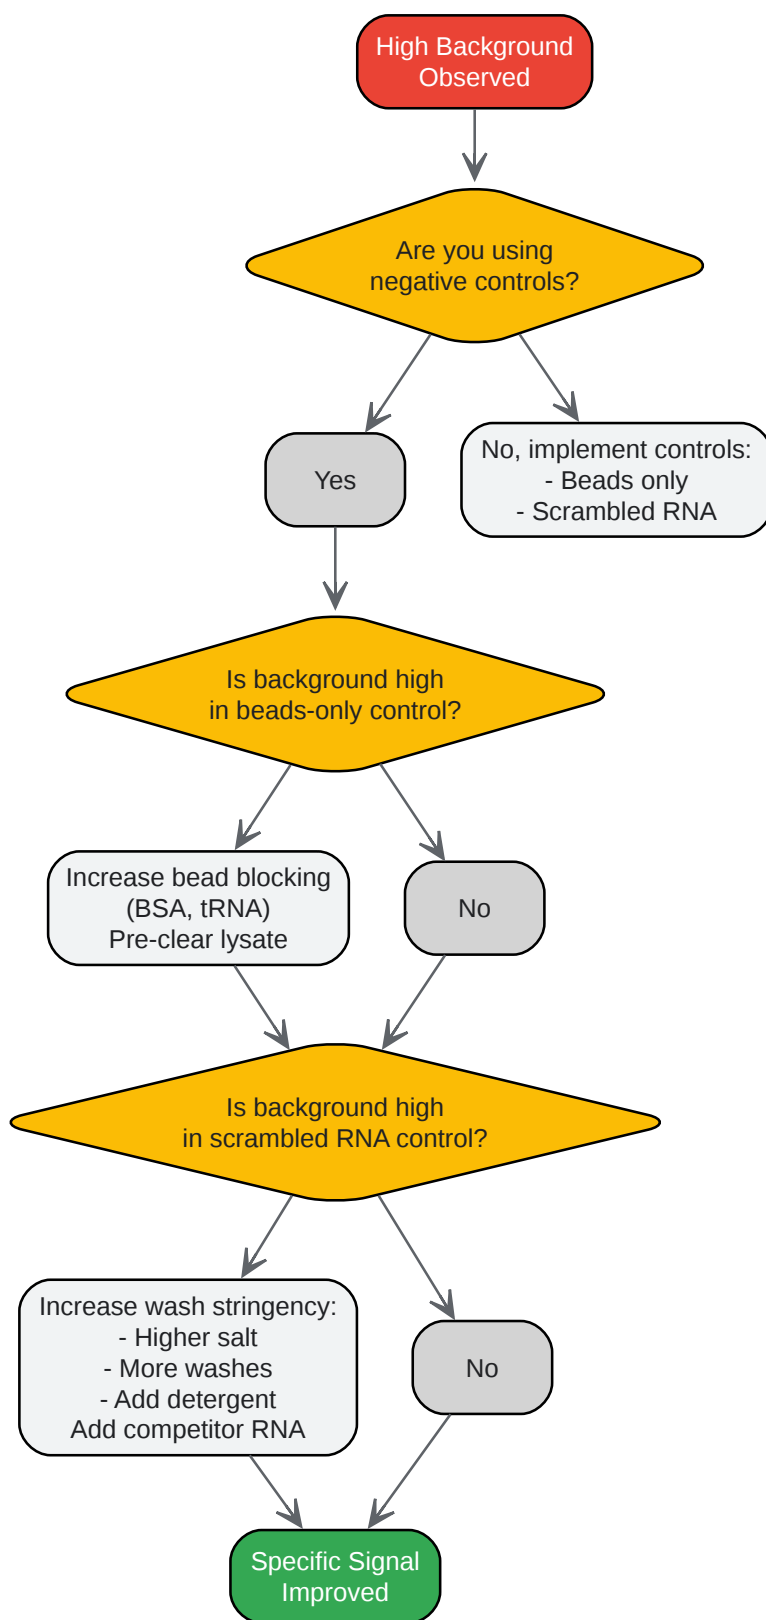 High Background
Observed
Are you using
negative controls?
Yes
No, implement controls:
- Beads only
- Scrambled RNA
Is background high
in beads-only control?
Increase bead blocking
(BSA, tRNA)
Pre-clear lysate
No
Is background high
in scrambled RNA control?
Increase wash stringency:
- Higher salt
- More washes
- Add detergent
Add competitor RNA
No
Specific Signal
Improved